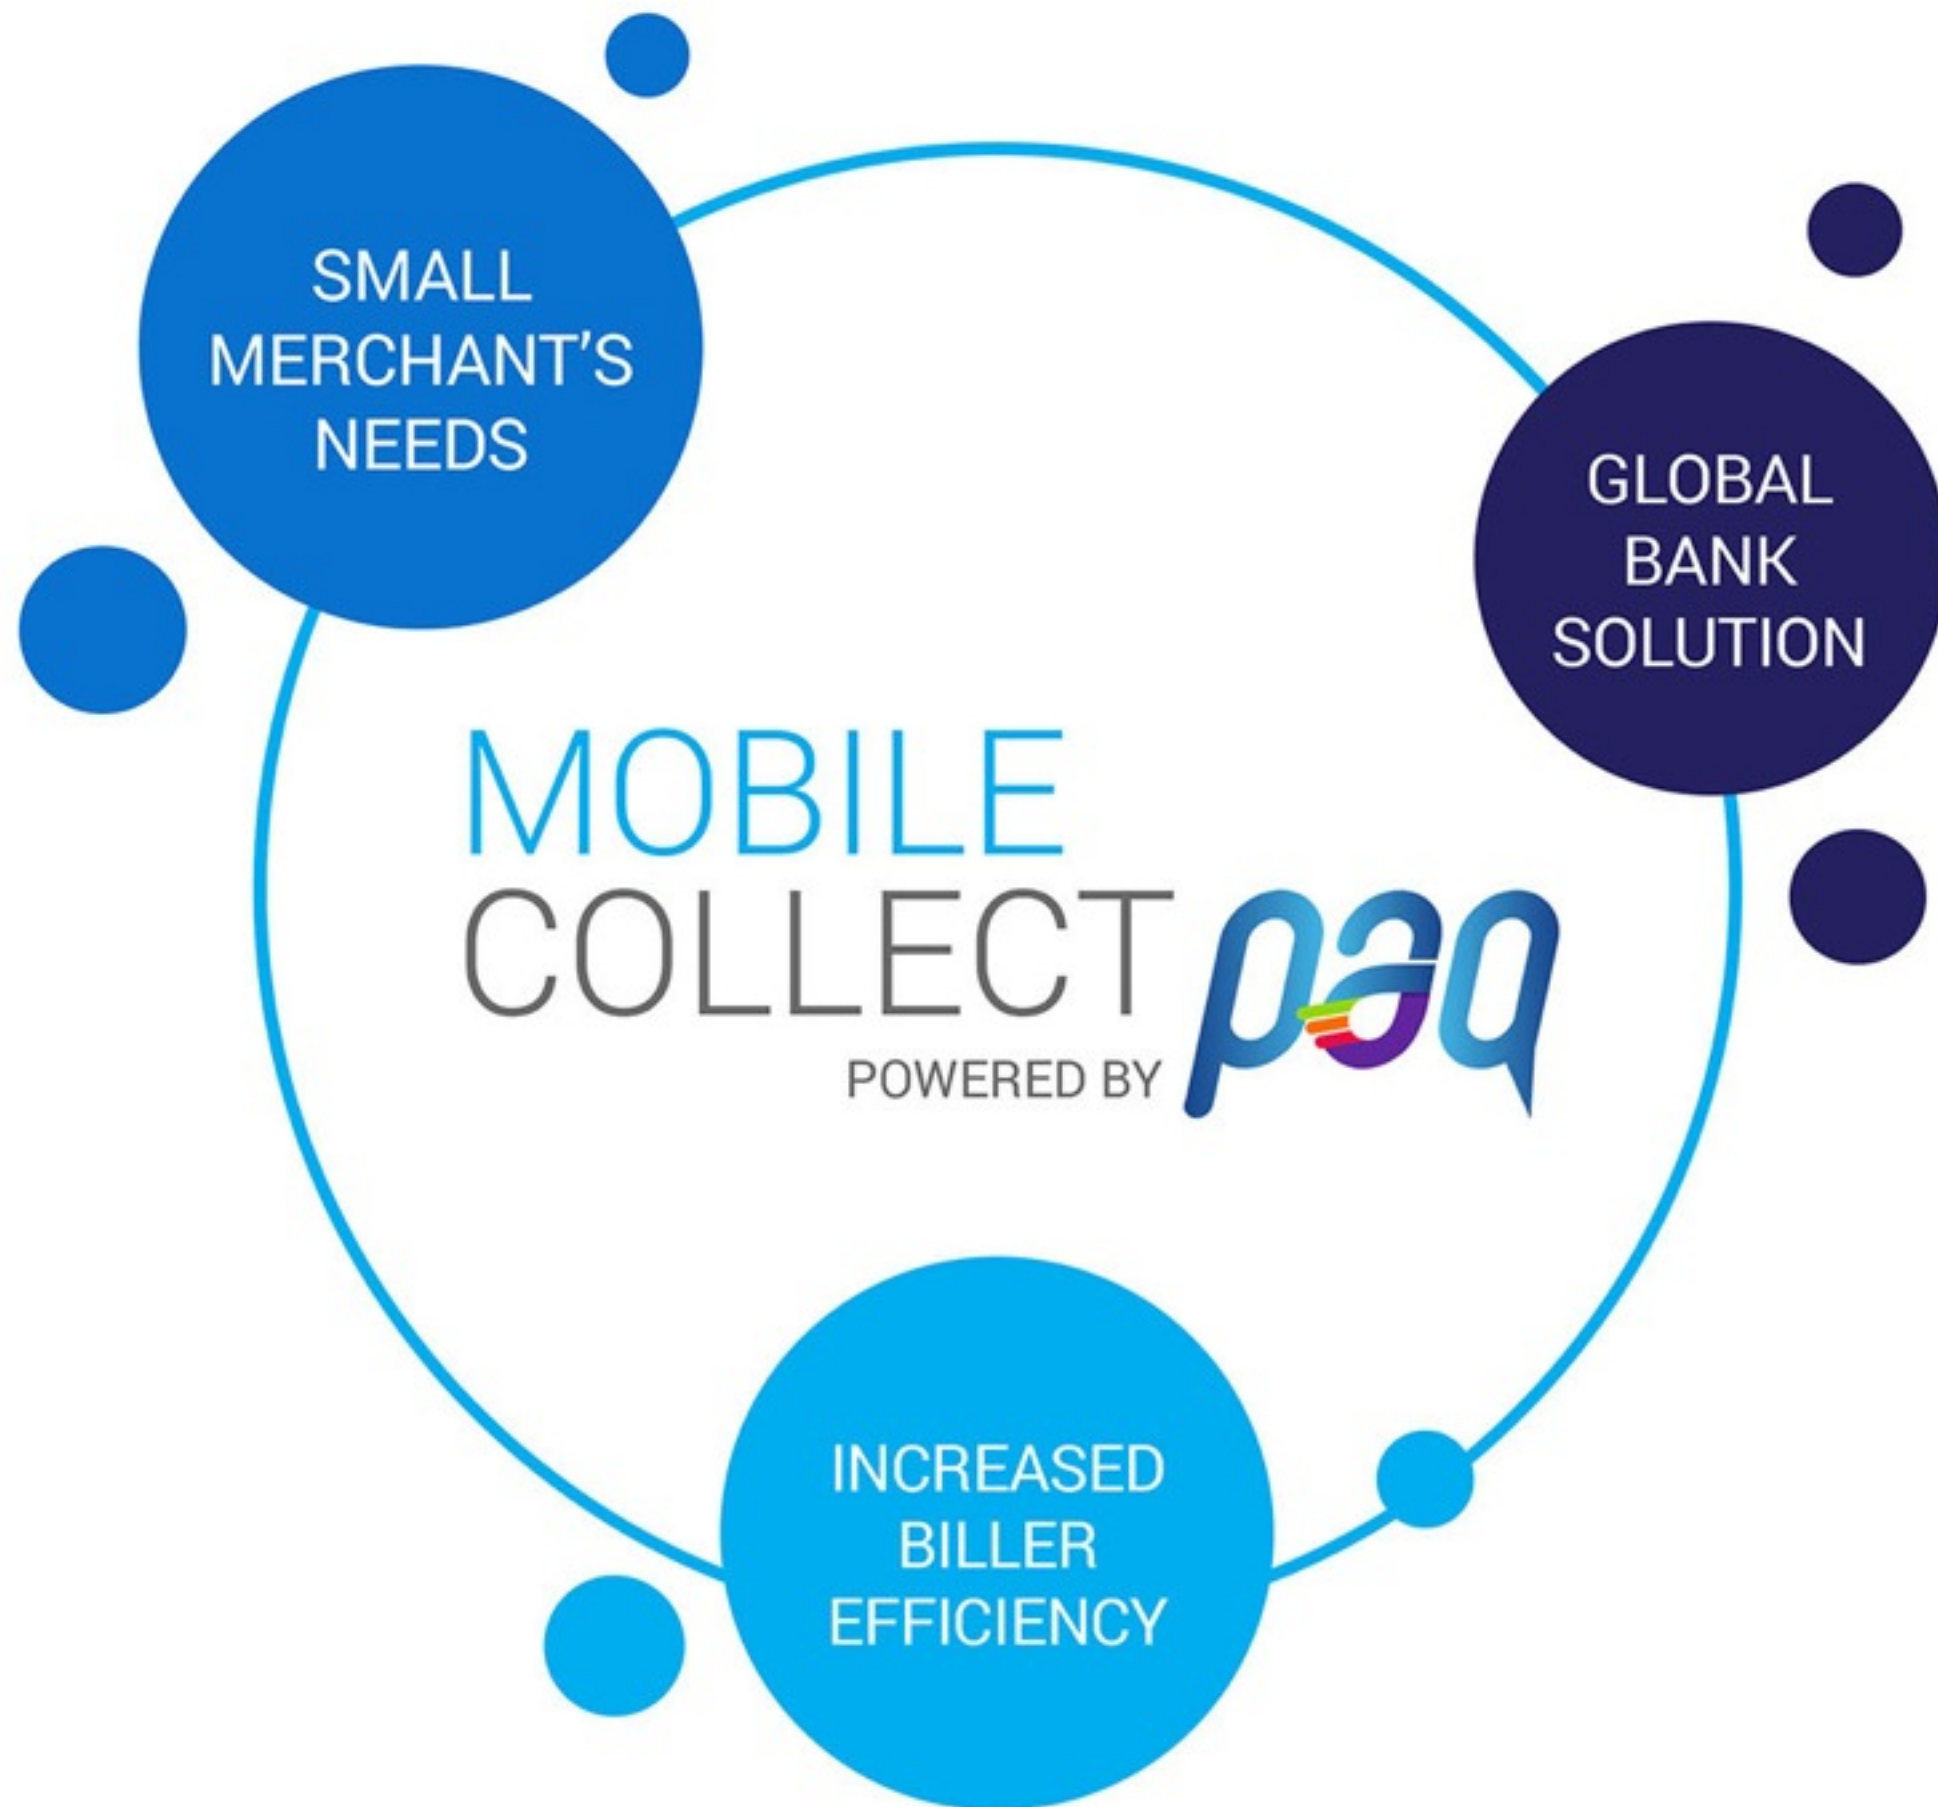 SMALL
MERCHANT’S
NEEDS
GLOBAL
BANK
SOLUTION
MOBILE
COLLECT
POWERED BY paq
INCREASED
BILLER
EFFICIENCY